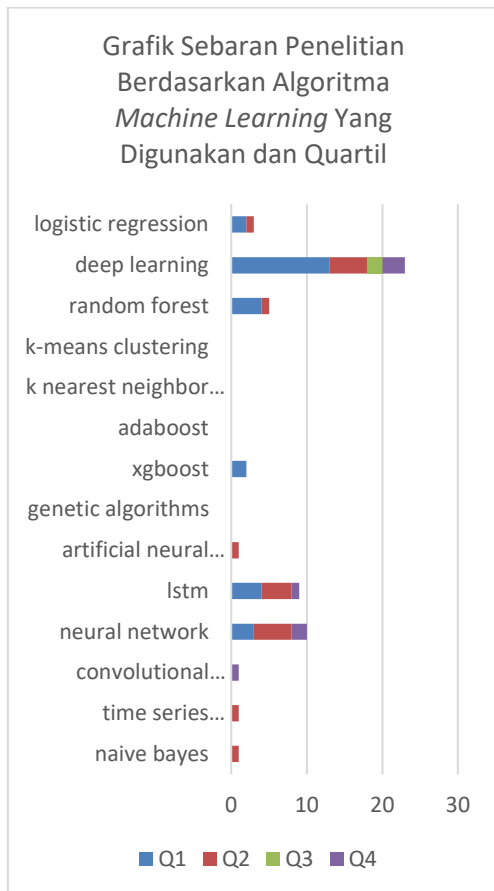 Grafik Sebaran Penelitian
Berdasarkan Algoritma
Machine Learning Yang
Digunakan dan Quartil
logistic regression
deep learning
random forest
k-means clustering
k nearest neighbor...
adaboost
xgboost
genetic algorithms
artificial neural...
lstm
neural network
convolutional...
time series...
naive bayes
0 10 20 30
Q1 Q2 Q3 Q4